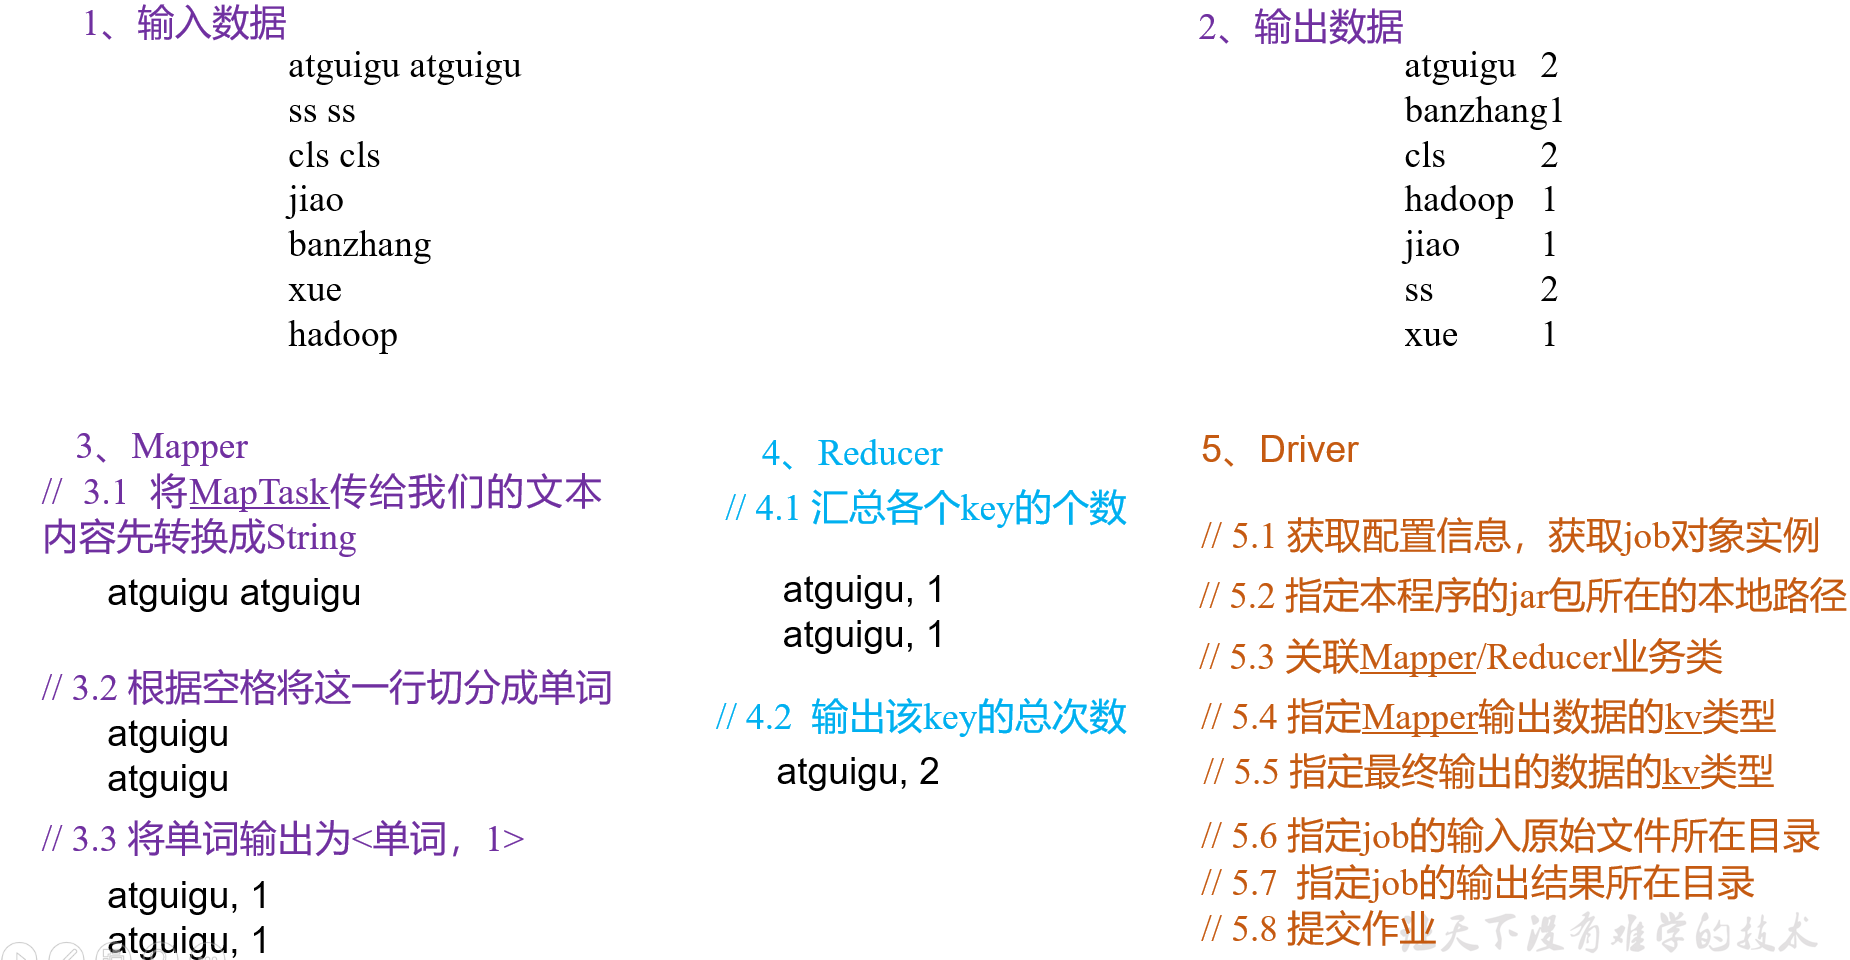 1、输入数据
atguigu atguigu
ss ss
cls cls
jiao
banzhang
xue
hadoop
2、输出数据
atguigu 2
banzhang1
cls 2
hadoop 1
jiao 1
ss 2
xue 1
3、Mapper
// 3.1 将MapTask传给我们的文本
内容先转换成String
atguigu atguigu
// 3.2 根据空格将这一行切分成单词
atguigu
atguigu
// 3.3 将单词输出为<单词，1>
atguigu, 1
atguigu, 1
4、Reducer
// 4.1 汇总各个key的个数
atguigu, 1
atguigu, 1
// 4.2 输出该key的总次数
atguigu, 2
5、Driver
// 5.1 获取配置信息，获取job对象实例
// 5.2 指定本程序的jar包所在的本地路径
// 5.3 关联Mapper/Reducer业务类
// 5.4 指定Mapper输出数据的kv类型
// 5.5 指定最终输出的数据的kv类型
// 5.6 指定job的输入原始文件所在目录
// 5.7 指定job的输出结果所在目录
// 5.8 提交作业
让天下没有难学的技术